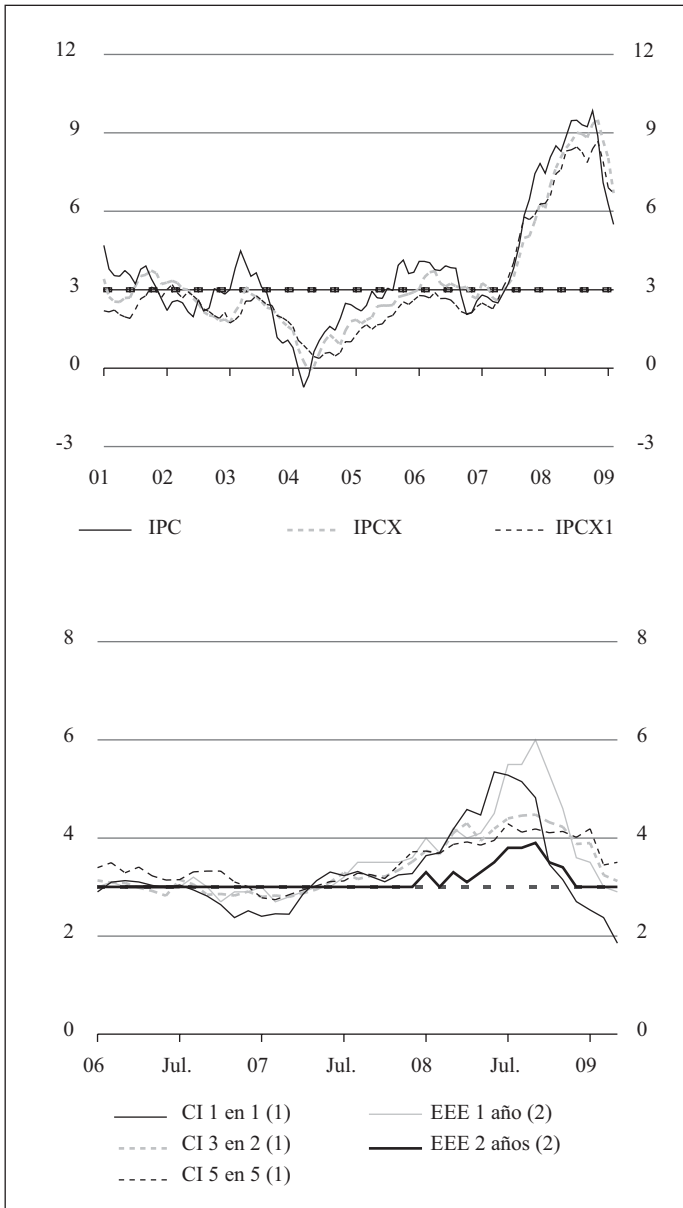 12 12
9 9
6 6
3 3
0 0
-3 -3
01 02 03 04 05 06 07 08 09
IPC IPCX IPCX1
8 8
6 6
4 4
2 2
0 0
06 Jul. 07 Jul. 08 Jul. 09
CI 1 en 1 (1) EEE 1 año (2)
CI 3 en 2 (1) EEE 2 años (2)
CI 5 en 5 (1)